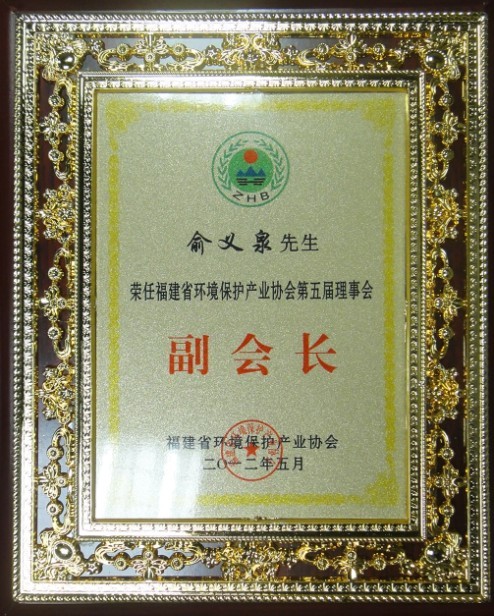 ZHB
俞义泉先生
荣任福建省环境保护产业协会第五届理事会
副会长
福建省环境保护产业协会
二〇一二年五月